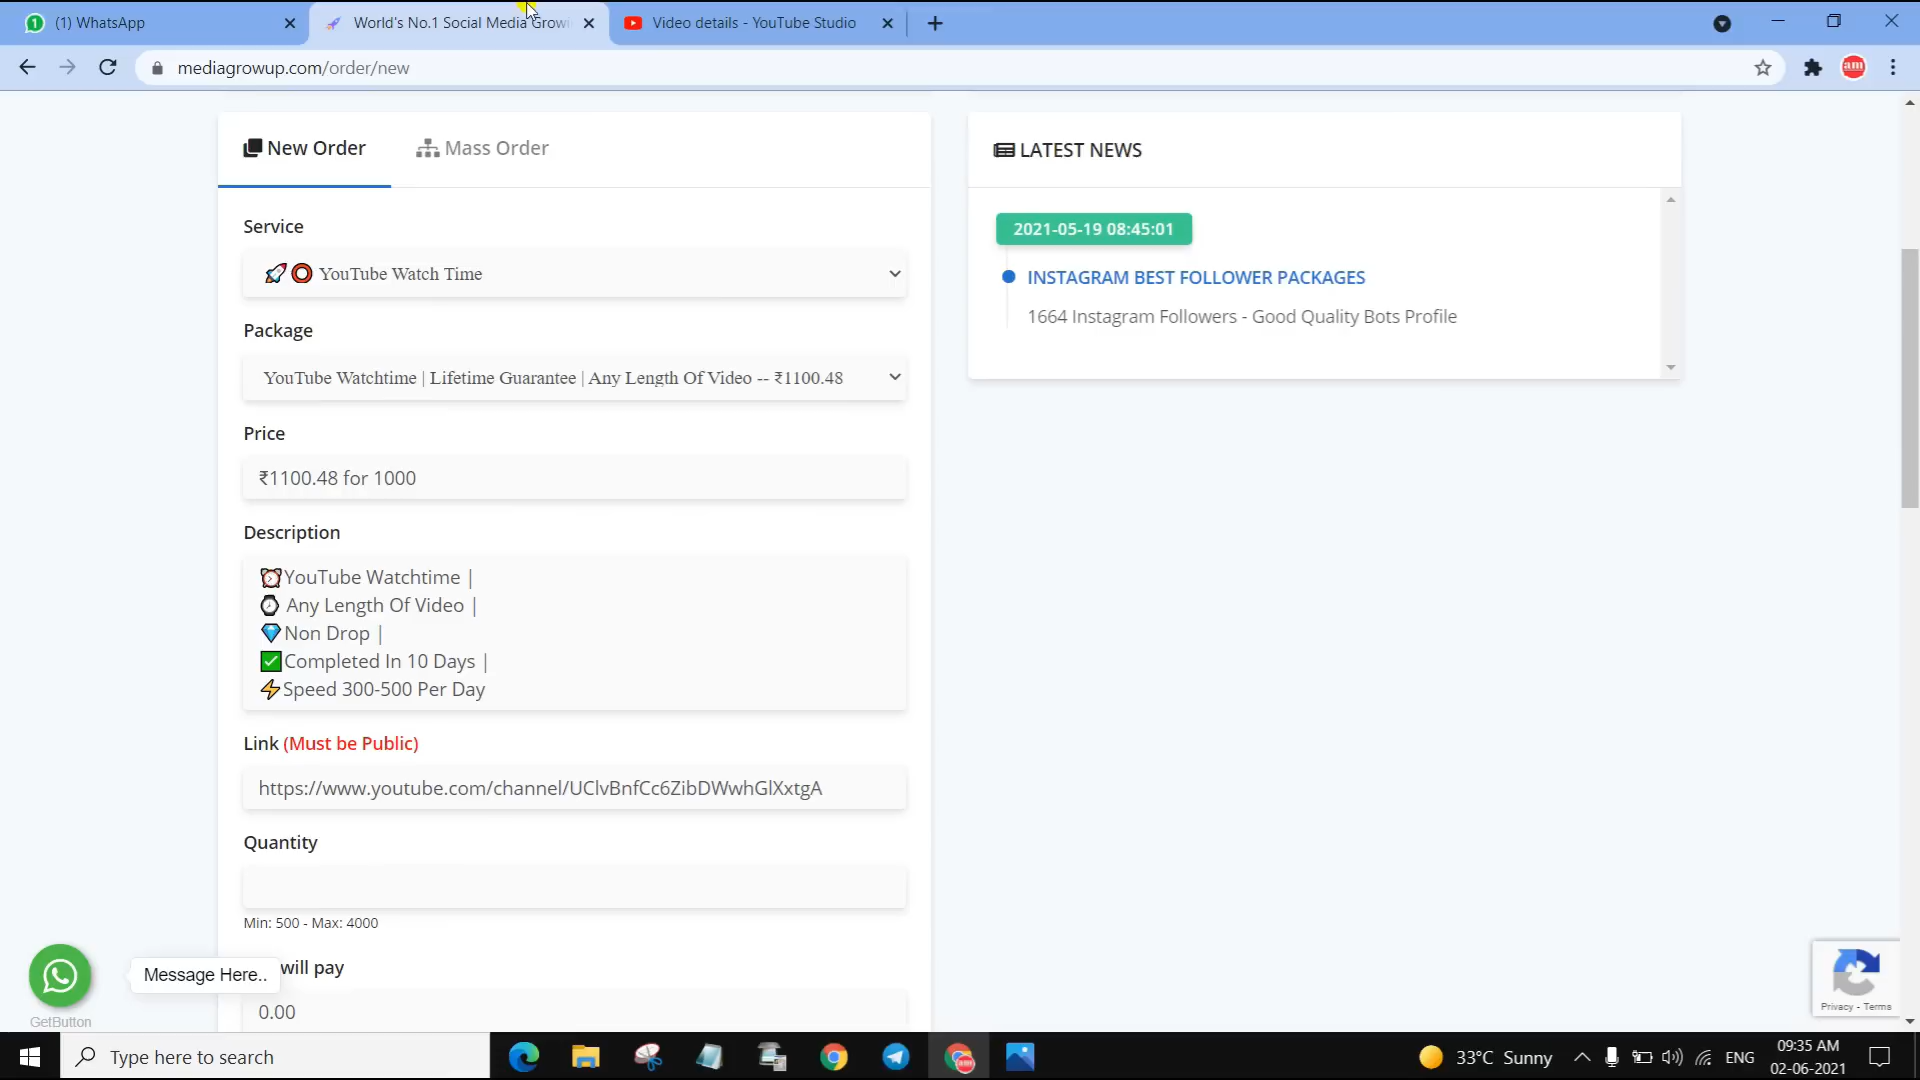 (1) WhatsApp
World's No.1 Social Media Growi
Video details - YouTube Studio
mediagrowup.com/order/new
New Order
Mass Order
Service
YouTube Watch Time
Package
YouTube Watchtime | Lifetime Guarantee | Any Length Of Video -- ₹1100.48
Price
₹1100.48 for 1000
Description
YouTube Watchtime |
Any Length Of Video |
Non Drop |
Completed In 10 Days |
Speed 300-500 Per Day
Link (Must be Public)
https://www.youtube.com/channel/UClvBnfCc6ZibDWwhGlXxtgA
Quantity
Min: 500 - Max: 4000
will pay
0.00
LATEST NEWS
2021-05-19 08:45:01
INSTAGRAM BEST FOLLOWER PACKAGES
1664 Instagram Followers - Good Quality Bots Profile
Message Here..
GetButton
Privacy - Terms
Type here to search
am
33°C Sunny
ENG
09:35 AM
02-06-2021